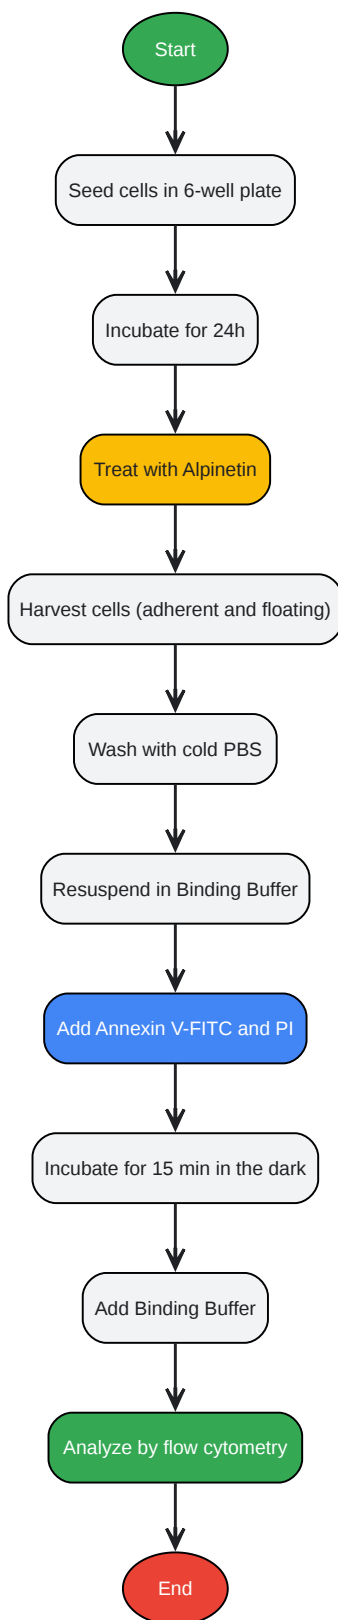 Start
Seed cells in 6-well plate
Incubate for 24h
Treat with Alpinetin
Harvest cells (adherent and floating)
Wash with cold PBS
Resuspend in Binding Buffer
Add Annexin V-FITC and PI
Incubate for 15 min in the dark
Add Binding Buffer
Analyze by flow cytometry
End